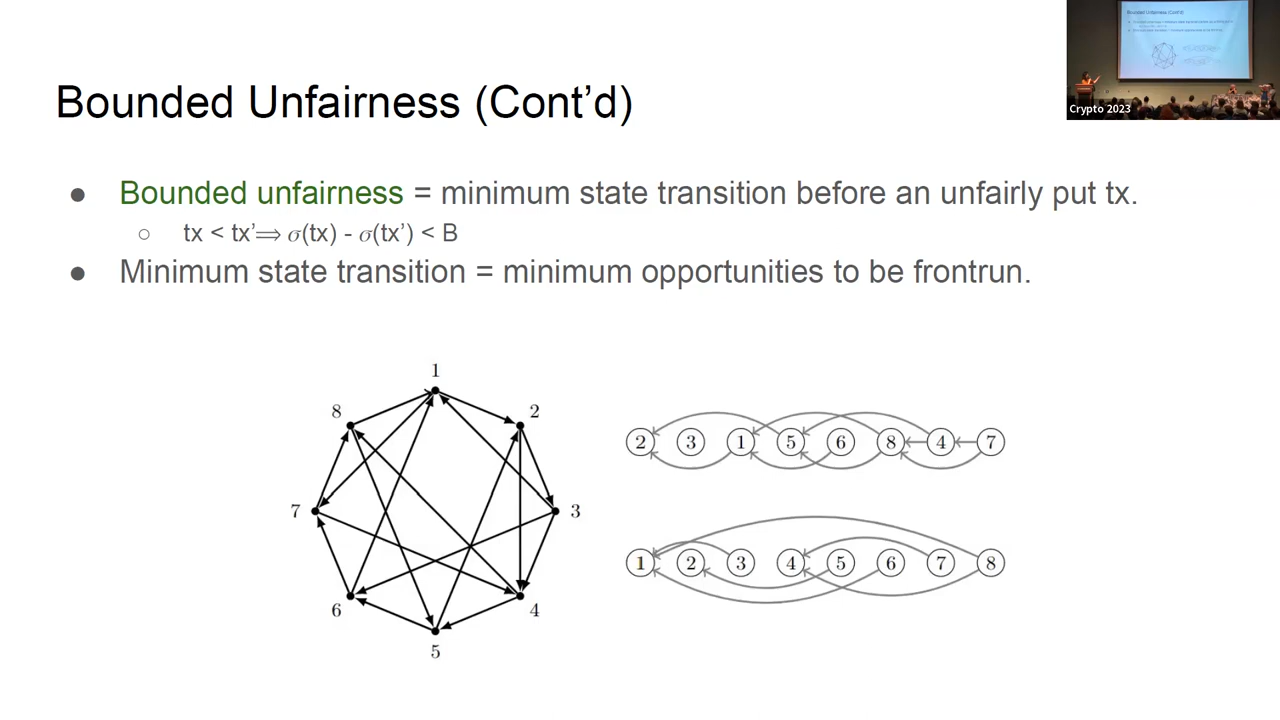 Bounded Unfairness (Cont'd)
Crypto 2023
● Bounded unfairness = minimum state transition before an unfairly put tx.
○ tx < tx'⟹ σ(tx) - σ(tx') < B
● Minimum state transition = minimum opportunities to be frontrun.
1
8 2
7 3
6 4
5
2 3 1 5 6 8 4 7
1 2 3 4 5 6 7 8